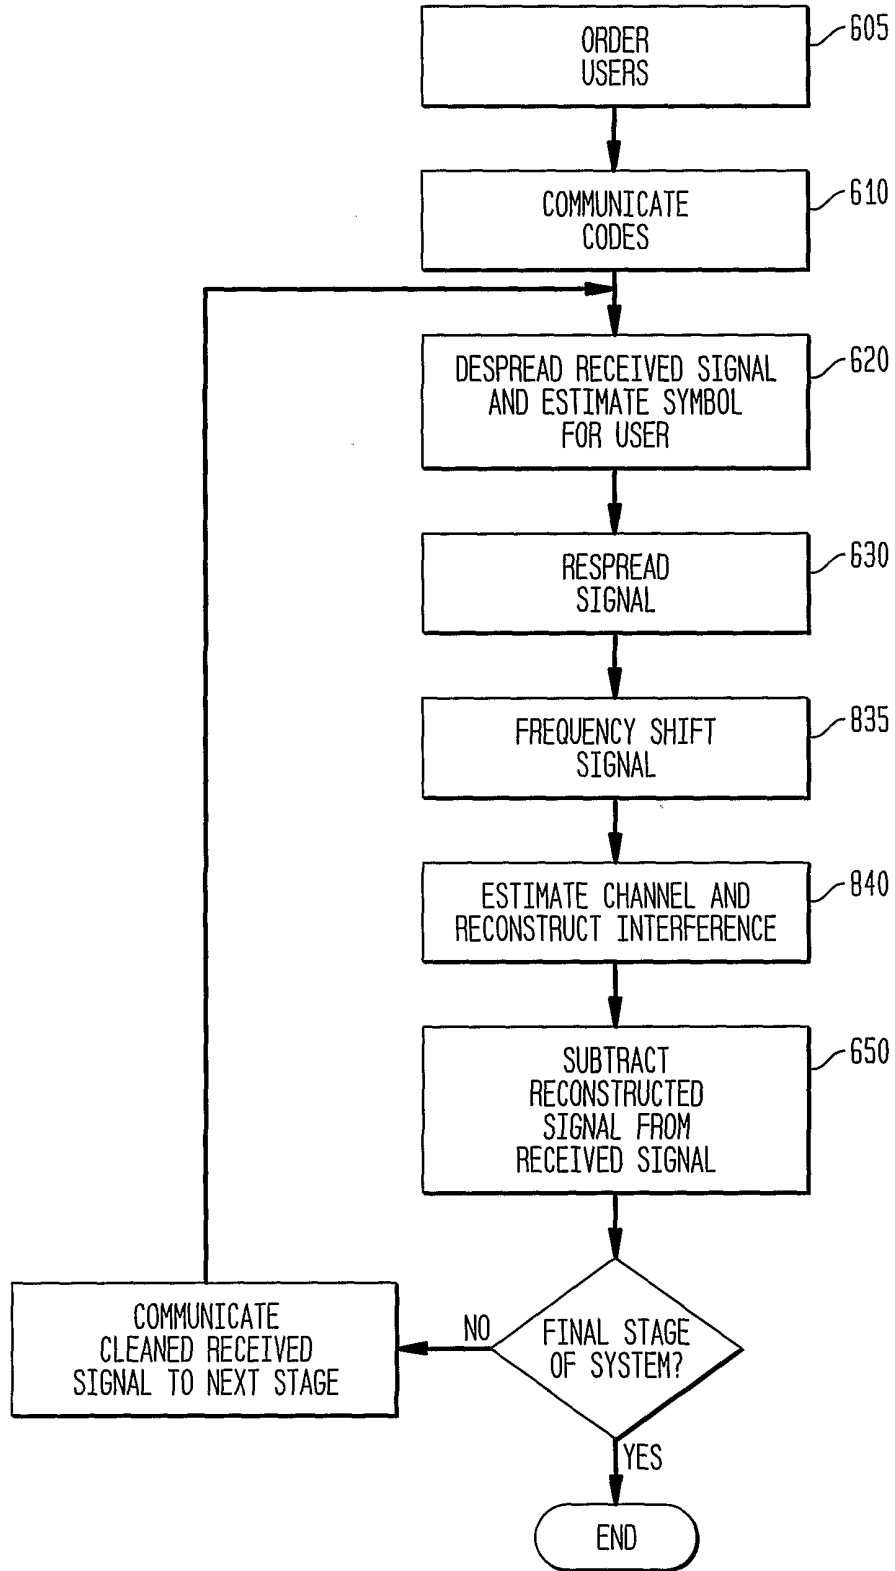 ORDER
USERS
605
COMMUNICATE
CODES
610
DESPREAD RECEIVED SIGNAL
AND ESTIMATE SYMBOL
FOR USER
620
RESPREAD
SIGNAL
630
FREQUENCY SHIFT
SIGNAL
835
ESTIMATE CHANNEL AND
RECONSTRUCT INTERFERENCE
840
SUBTRACT
RECONSTRUCTED
SIGNAL FROM
RECEIVED SIGNAL
650
FINAL STAGE
OF SYSTEM?
NO
COMMUNICATE
CLEANED RECEIVED
SIGNAL TO NEXT STAGE
YES
END